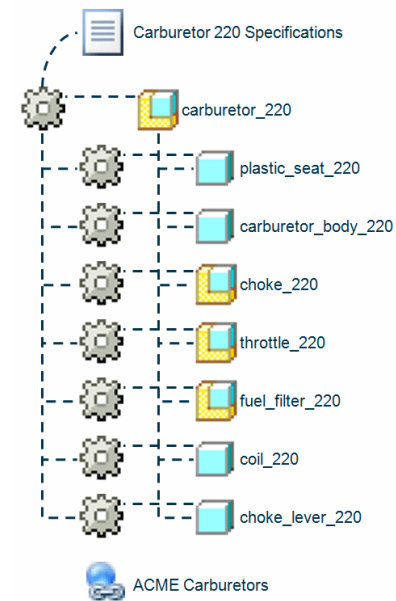 Carburetor 220 Specifications
carburetor_220
plastic_seat_220
carburetor_body_220
choke_220
throttle_220
fuel_filter_220
coil_220
choke_lever_220
ACME Carburetors